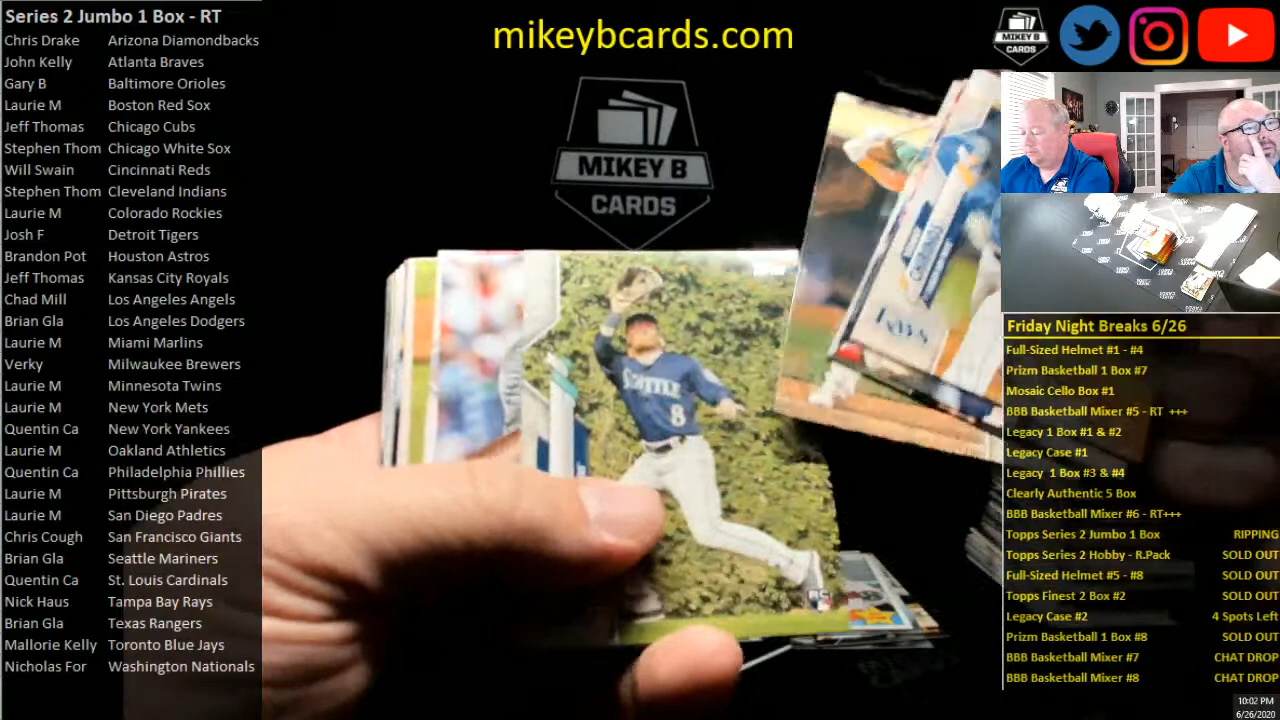 Series 2 Jumbo 1 Box - RT
Chris Drake Arizona Diamondbacks
John Kelly Atlanta Braves
Gary B Baltimore Orioles
Laurie M Boston Red Sox
Jeff Thomas Chicago Cubs
Stephen Thom Chicago White Sox
Will Swain Cincinnati Reds
Stephen Thom Cleveland Indians
Laurie M Colorado Rockies
Josh F Detroit Tigers
Brandon Pot Houston Astros
Jeff Thomas Kansas City Royals
Chad Mill Los Angeles Angels
Brian Gla Los Angeles Dodgers
Laurie M Miami Marlins
Verky Milwaukee Brewers
Laurie M Minnesota Twins
Laurie M New York Mets
Quentin Ca New York Yankees
Laurie M Oakland Athletics
Quentin Ca Philadelphia Phillies
Laurie M Pittsburgh Pirates
Laurie M San Diego Padres
Chris Cough San Francisco Giants
Brian Gla Seattle Mariners
Quentin Ca St. Louis Cardinals
Nick Haus Tampa Bay Rays
Brian Gla Texas Rangers
Mallorie Kelly Toronto Blue Jays
Nicholas For Washington Nationals
mikeybcards.com
MIKEY B
CARDS
SEATTLE
8
RC
MIKEY B
CARDS
Friday Night Breaks 6/26
Full-Sized Helmet #1 - #4
Prizm Basketball 1 Box #7
Mosaic Cello Box #1
BBB Basketball Mixer #5 - RT +++
Legacy 1 Box #1 & #2
Legacy Case #1
Legacy 1 Box #3 & #4
Clearly Authentic 5 Box
BBB Basketball Mixer #6 - RT+++
Topps Series 2 Jumbo 1 Box RIPPING
Topps Series 2 Hobby - R.Pack SOLD OUT
Full-Sized Helmet #5 - #8 SOLD OUT
Topps Finest 2 Box #2 SOLD OUT
Legacy Case #2 4 Spots Left
Prizm Basketball 1 Box #8 SOLD OUT
BBB Basketball Mixer #7 CHAT DROP
BBB Basketball Mixer #8 CHAT DROP
10:02 PM
6/26/2020